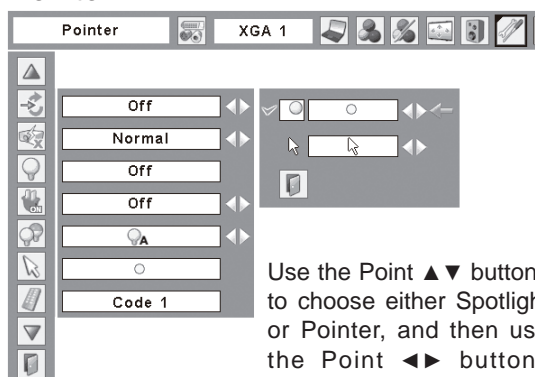 Pointer XGA 1
Off
Normal
Off
Off
A
Code 1
ON
Use the Point ▲▼ button
to choose either Spotligh
or Pointer, and then us
the Point ◄► button